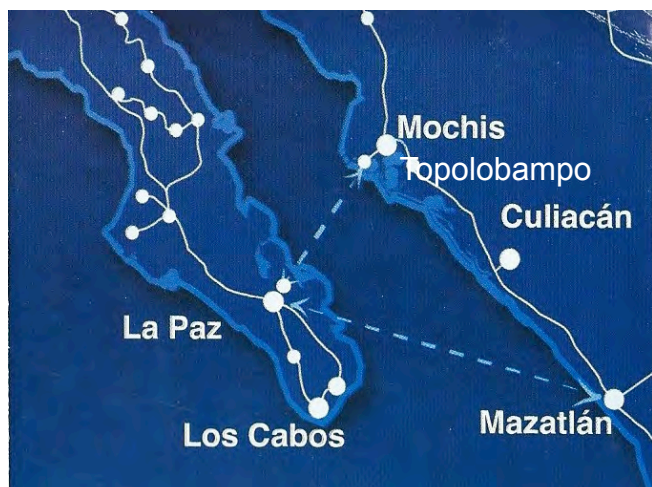 Mochis
Topolobampo
Culiacán
La Paz
Los Cabos
Mazatlán